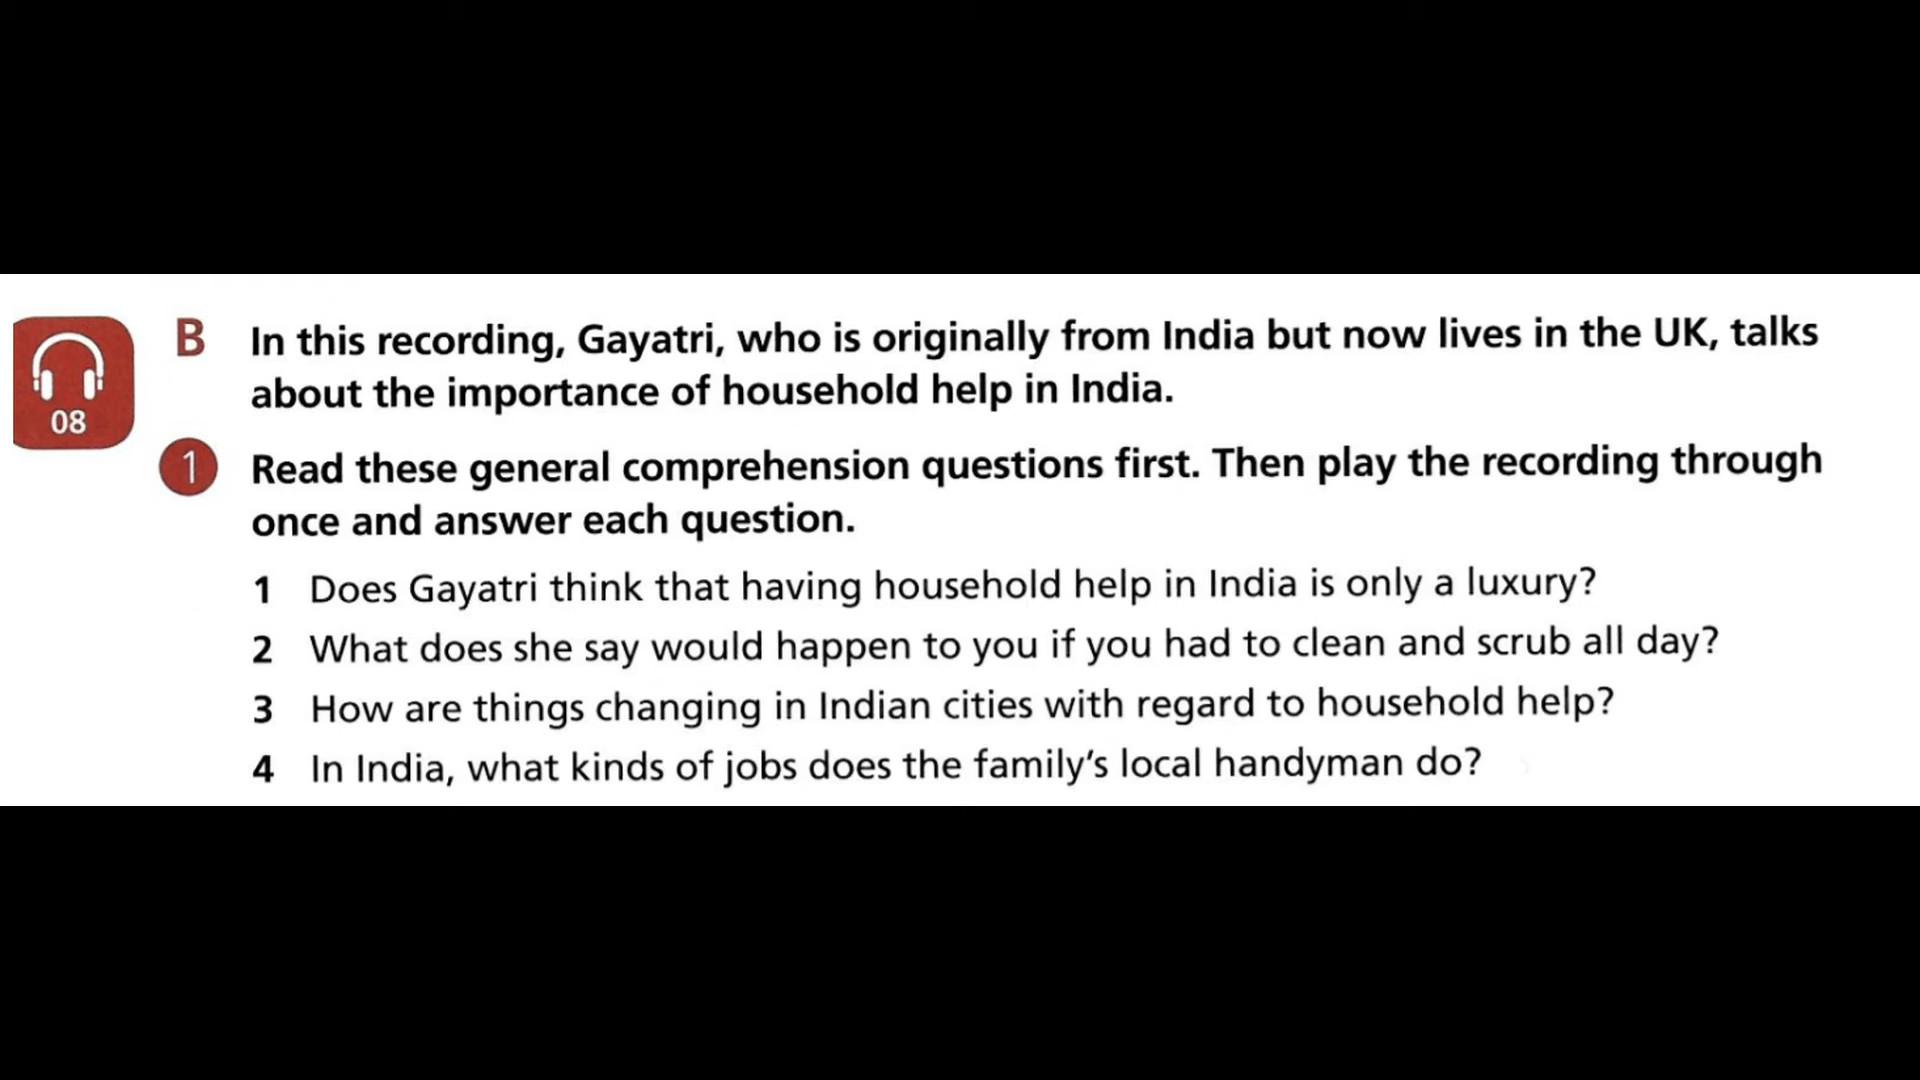 B In this recording, Gayatri, who is originally from India but now lives in the UK, talks
about the importance of household help in India.
08
1 Read these general comprehension questions first. Then play the recording through
once and answer each question.
1 Does Gayatri think that having household help in India is only a luxury?
2 What does she say would happen to you if you had to clean and scrub all day?
3 How are things changing in Indian cities with regard to household help?
4 In India, what kinds of jobs does the family's local handyman do?